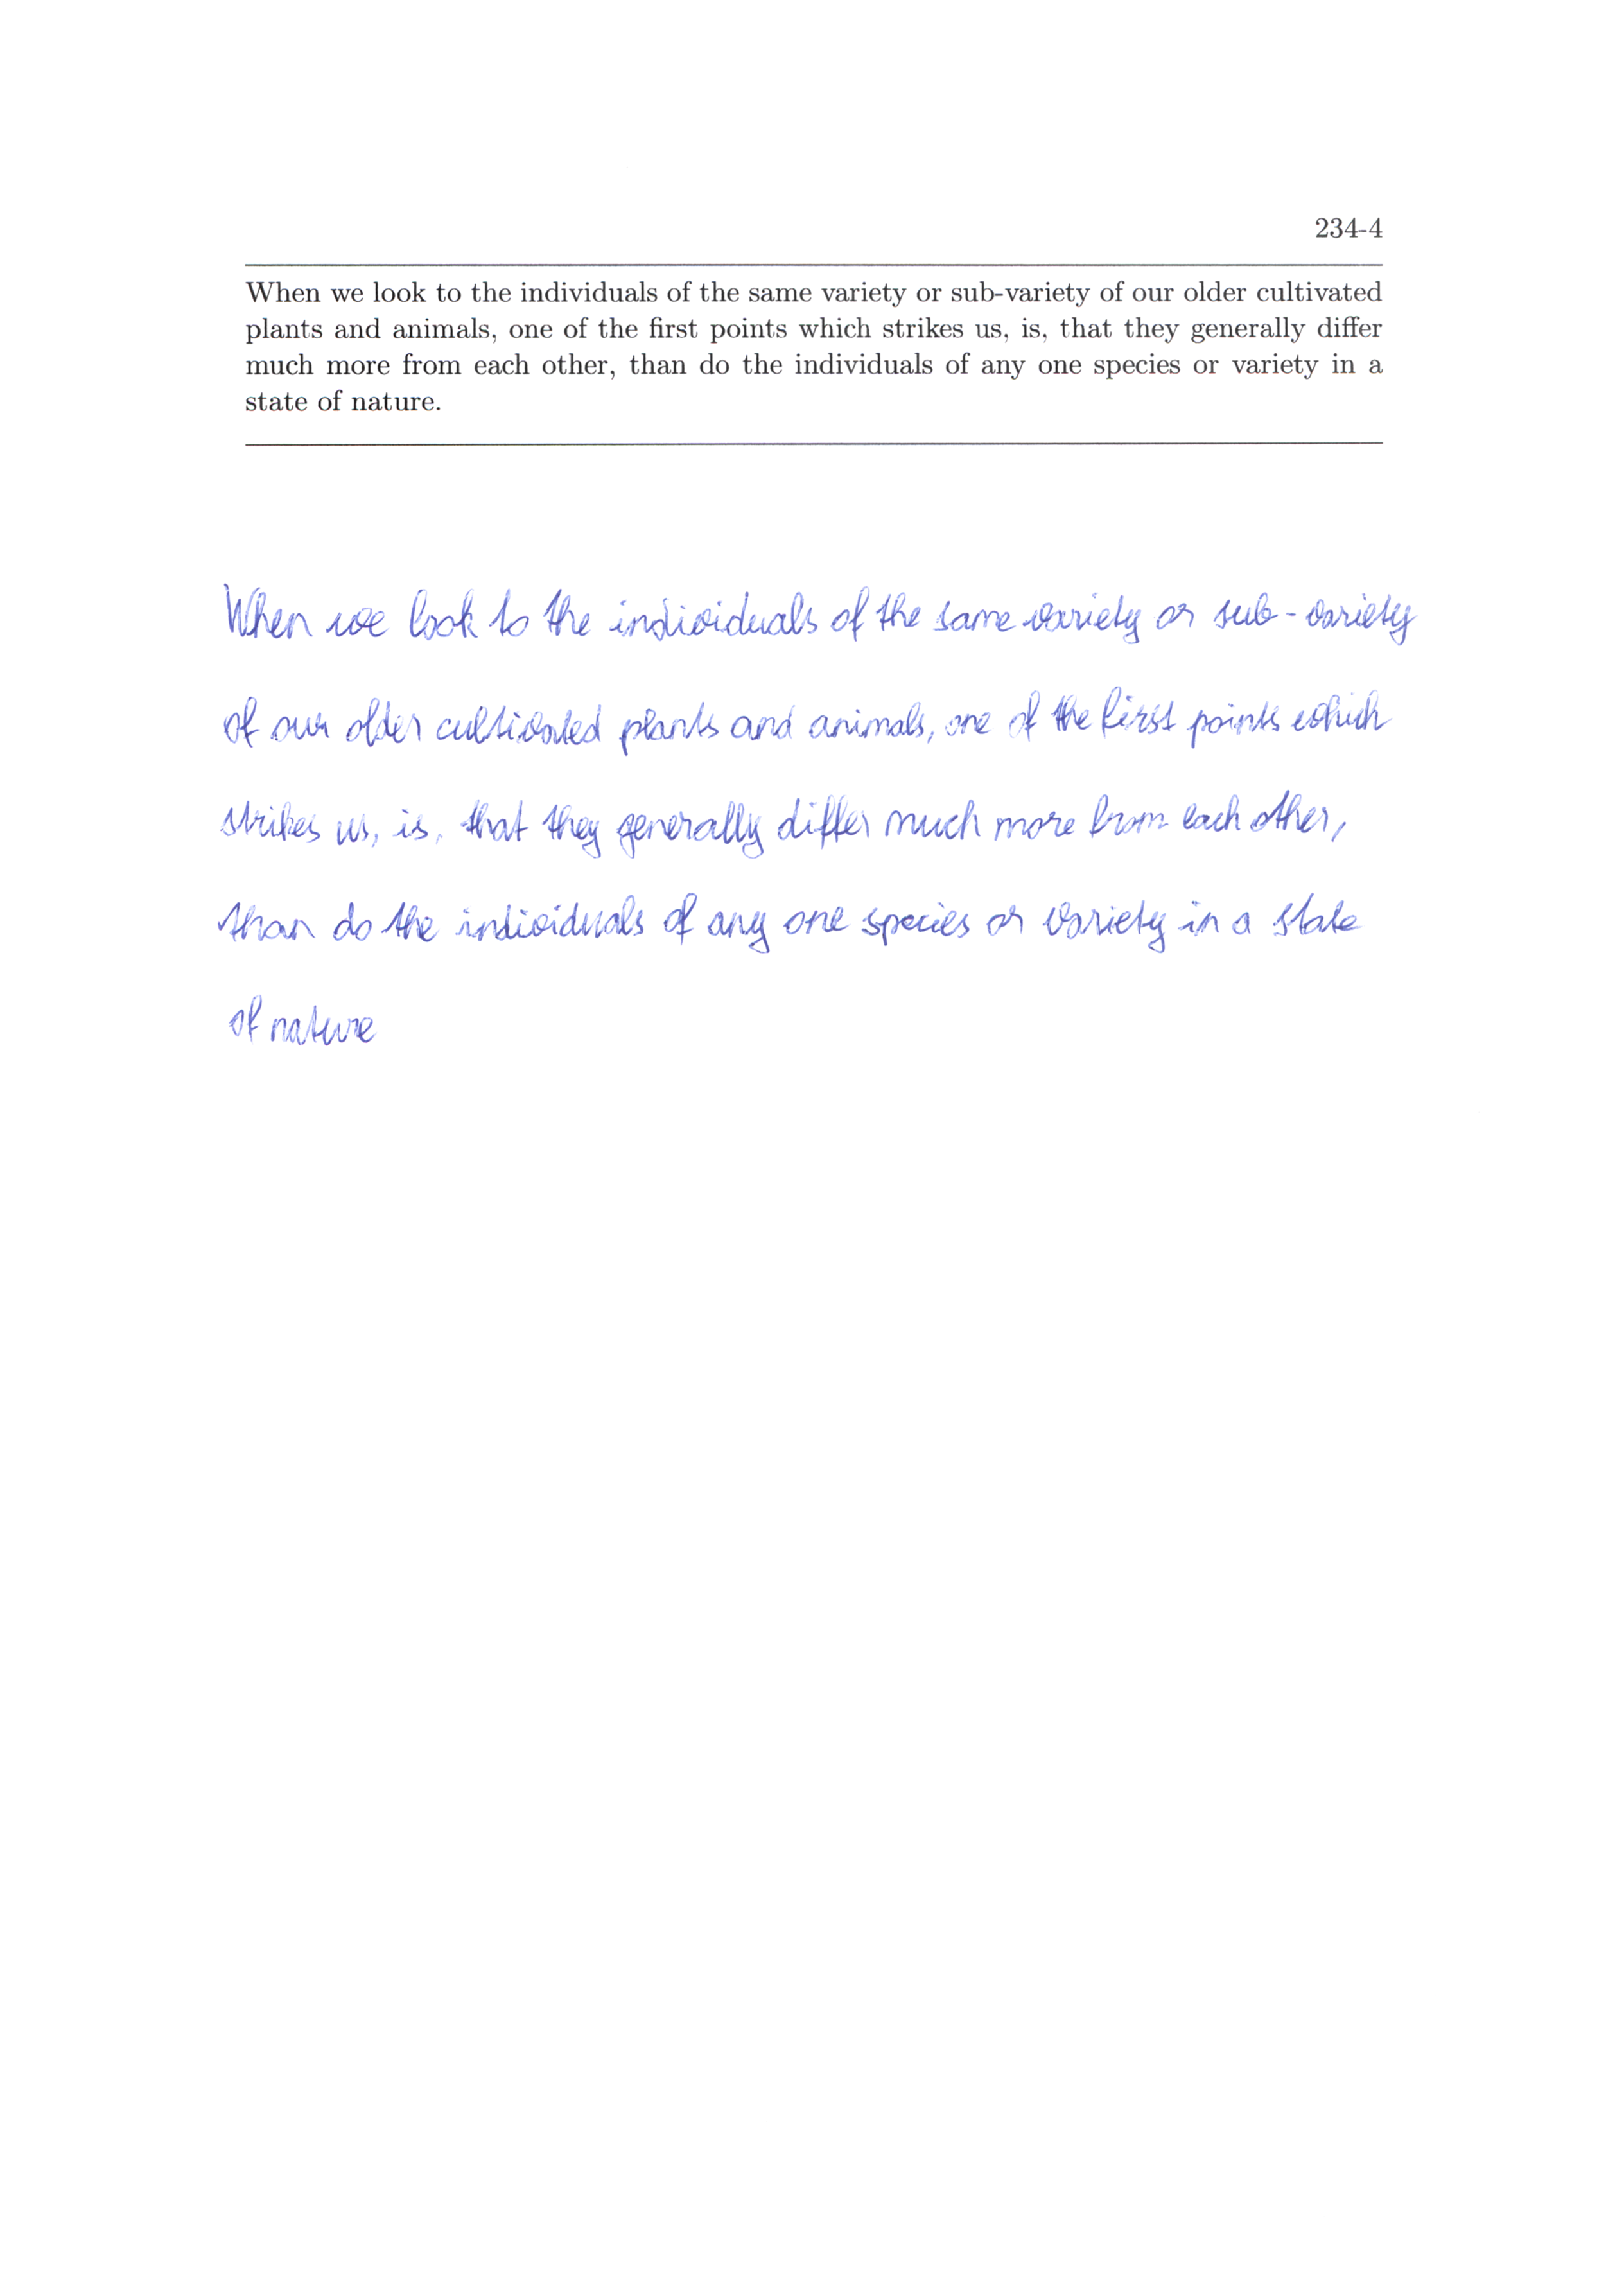 234-4
When we look to the individuals of the same variety or sub-variety of our older cultivated
plants and animals, one of the first points which strikes us, is, that they generally differ
much more from each other, than do the individuals of any one species or variety in a
state of nature.
When we look to the individuals of the same variety or sub-variety
of our older cultivated plants and animals, one of the first points which
strikes us, is, that they generally differ much more from each other,
than do the individuals of any one species or variety in a state
of nature